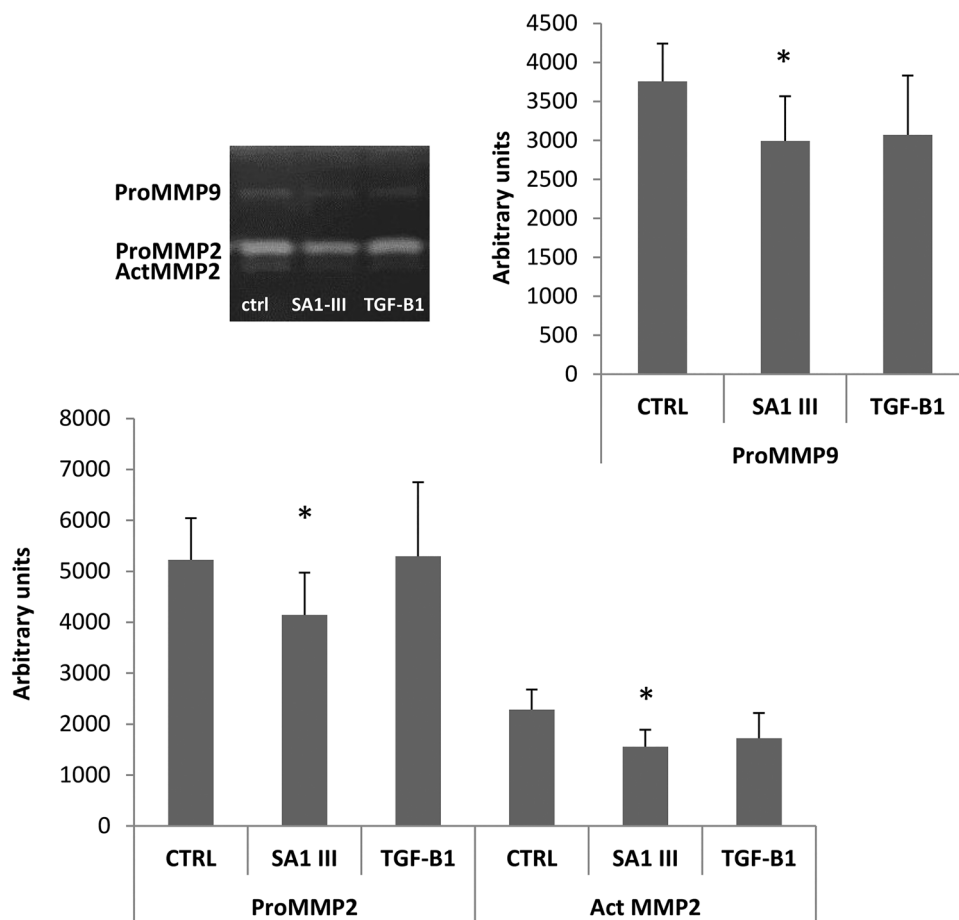 ProMMP9
ProMMP2
ActMMP2
ctrl SA1-III TGF-B1
Arbitrary units
4500
4000
3500
3000
2500
2000
1500
1000
500
0
*
CTRL SA1 III TGF-B1
ProMMP9
Arbitrary units
8000
7000
6000
5000
4000
3000
2000
1000
0
*
*
CTRL SA1 III TGF-B1 CTRL SA1 III TGF-B1
ProMMP2 Act MMP2